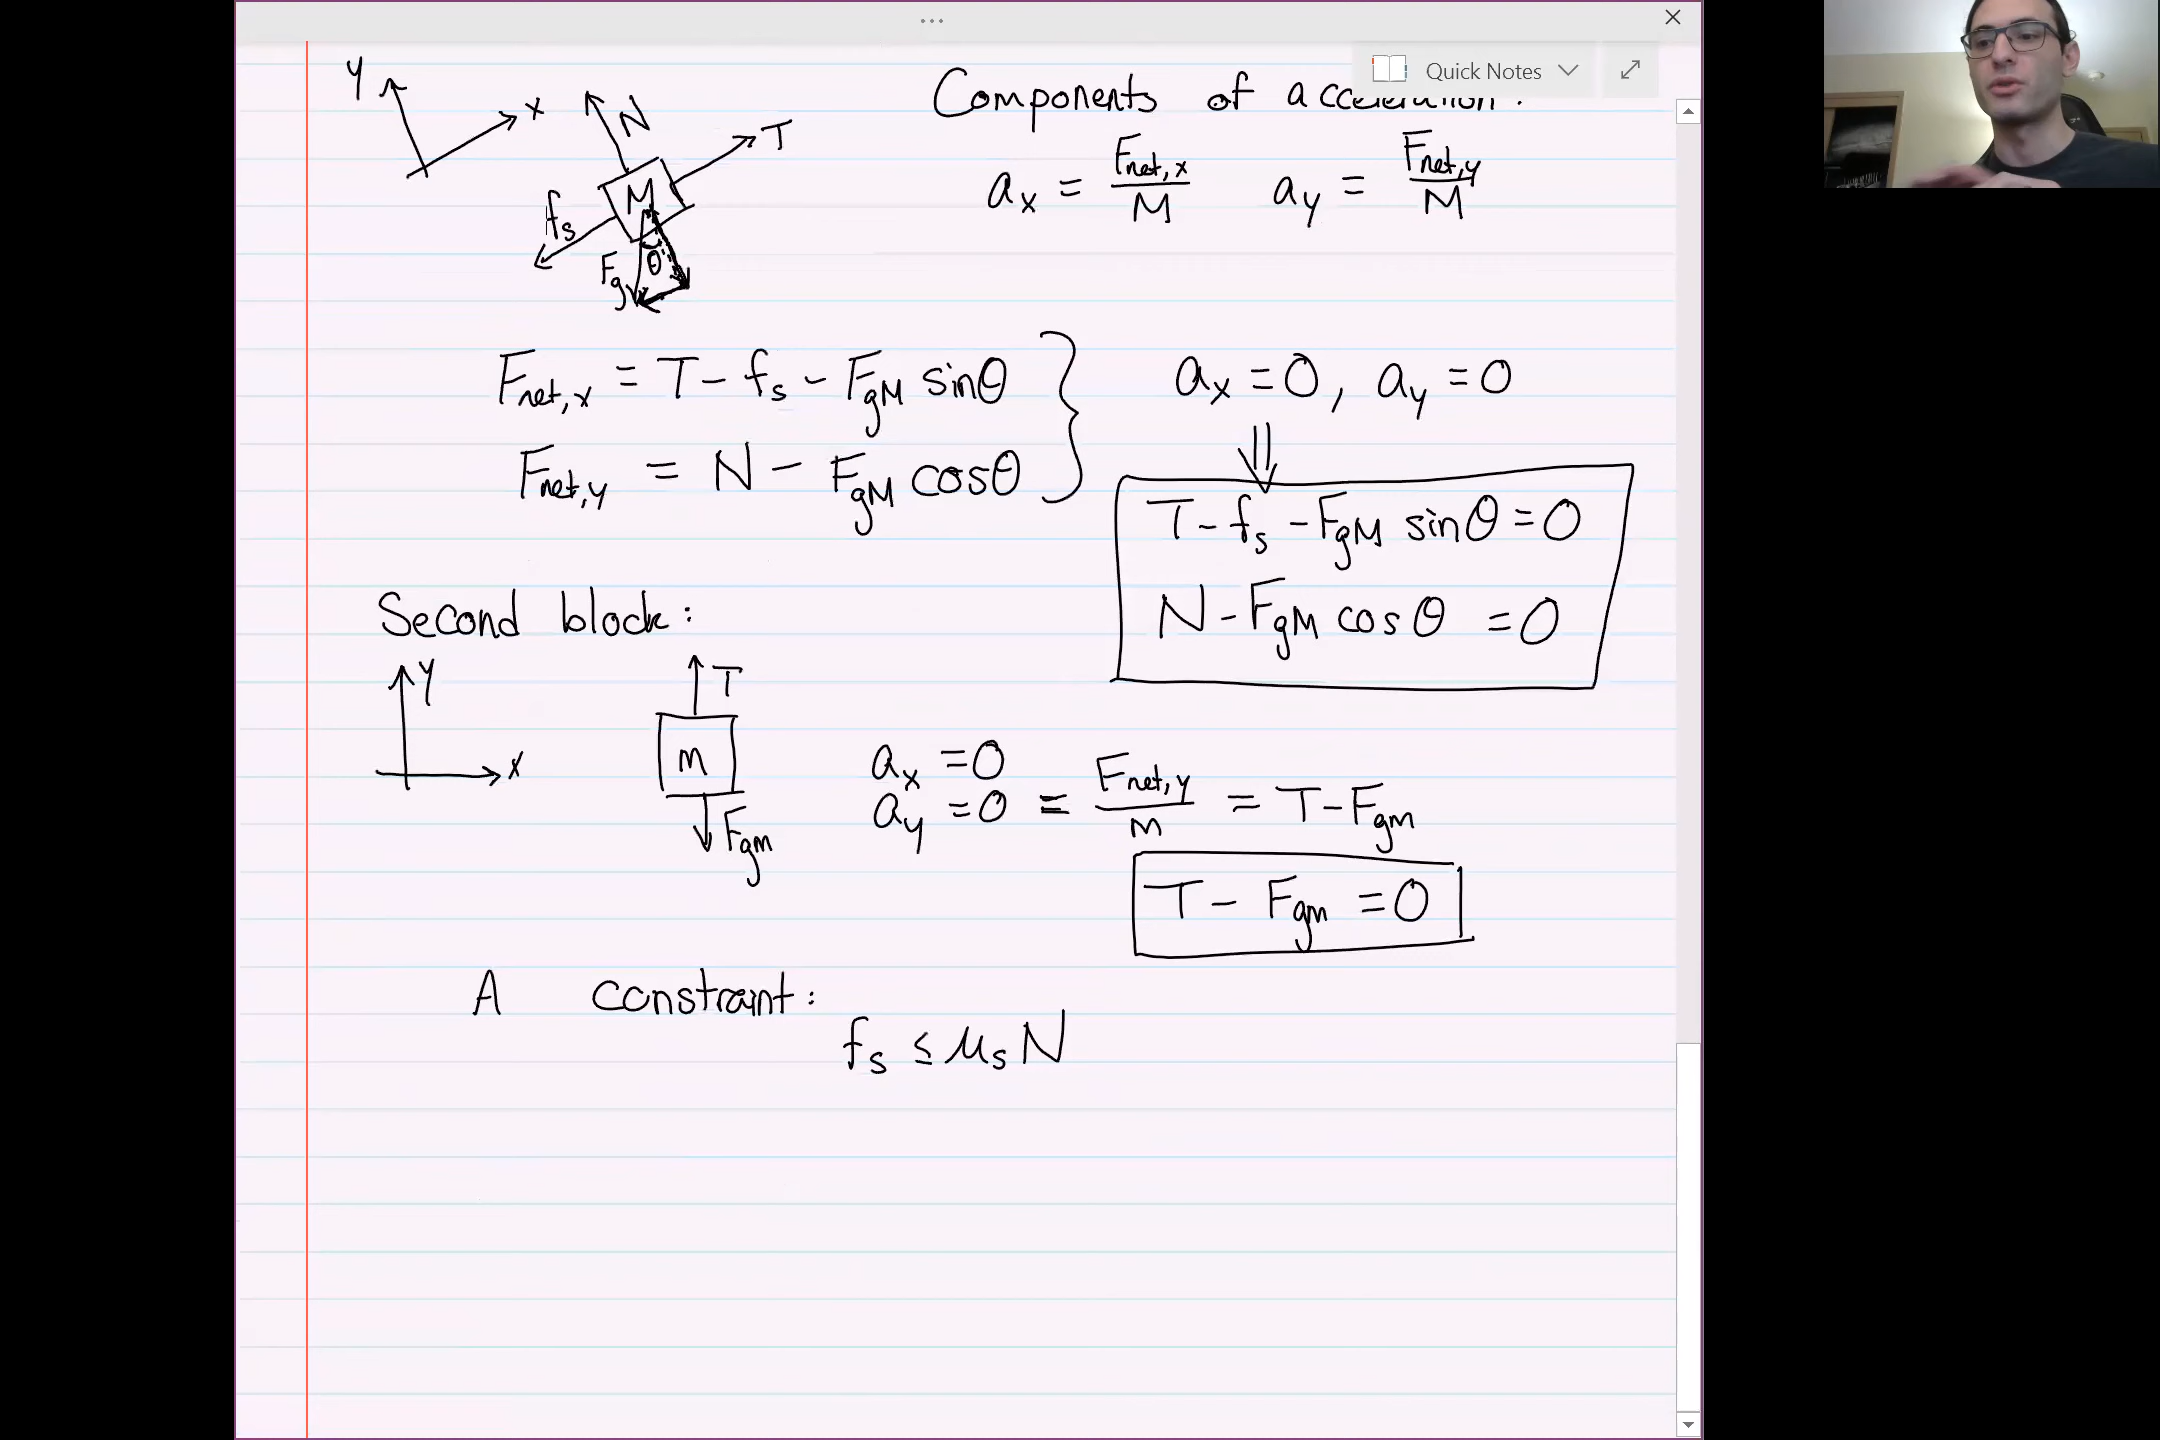 Quick Notes
Components of acceleration:
y x N T
M
fs
Fg θ
ax = Fnet,x / M   ay = Fnet,y / M
Fnet,x = T - fs - FgM sinθ
Fnet,y = N - FgM cosθ
ax = 0, ay = 0
⇓
T - fs - FgM sinθ = 0
N - FgM cosθ = 0
Second block:
y x
T
m
Fgm
ax = 0
ay = 0 = Fnet,y / m = T - Fgm
T - Fgm = 0
A constraint:
fs ≤ μs N